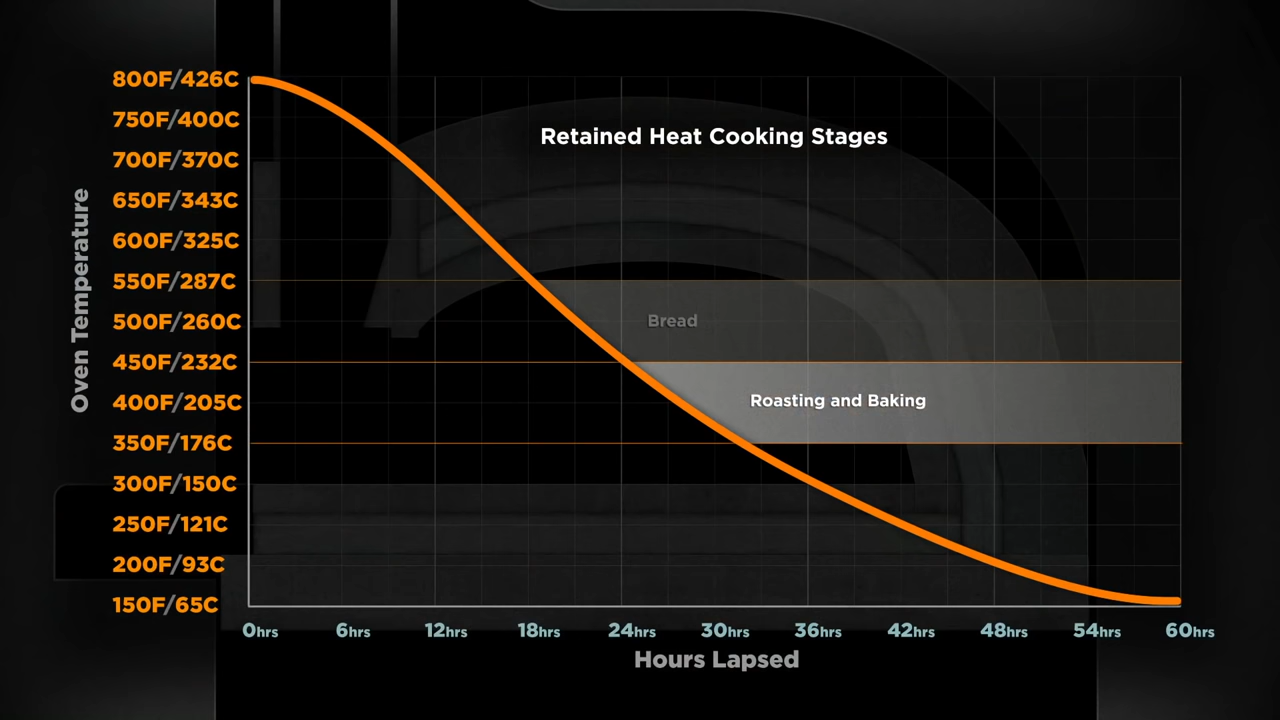 Retained Heat Cooking Stages
Oven Temperature
800F/426C
750F/400C
700F/370C
650F/343C
600F/325C
550F/287C
500F/260C
450F/232C
400F/205C
350F/176C
300F/150C
250F/121C
200F/93C
150F/65C
Bread
Roasting and Baking
0hrs 6hrs 12hrs 18hrs 24hrs 30hrs 36hrs 42hrs 48hrs 54hrs 60hrs
Hours Lapsed